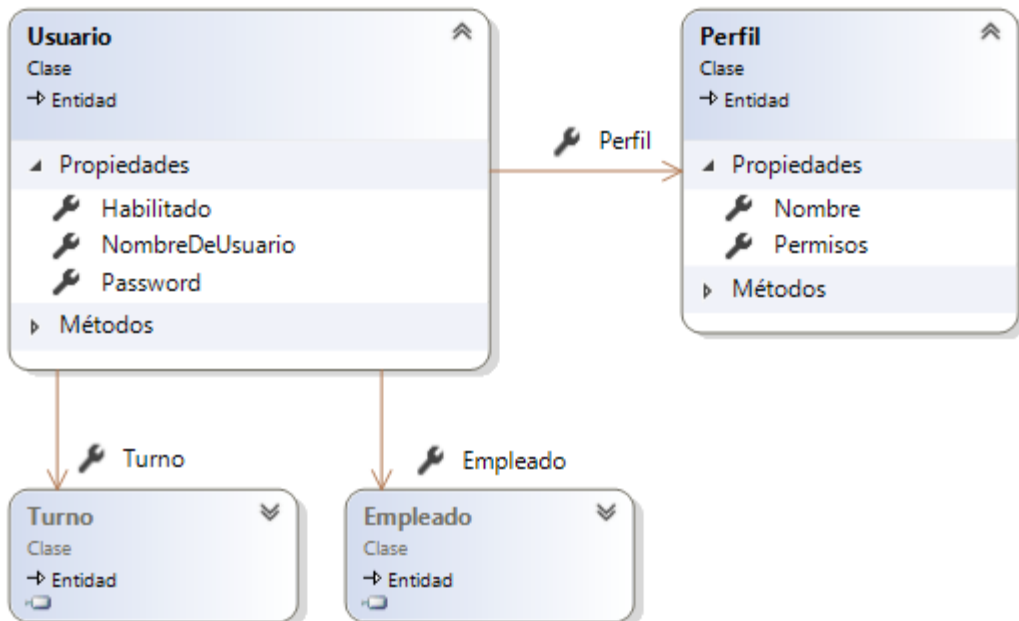 Usuario
Clase
Entidad
Propiedades
Habilitado
NombreDeUsuario
Password
Métodos
Perfil
Perfil
Clase
Entidad
Propiedades
Nombre
Permisos
Métodos
Turno
Empleado
Turno
Clase
Entidad
Empleado
Clase
Entidad